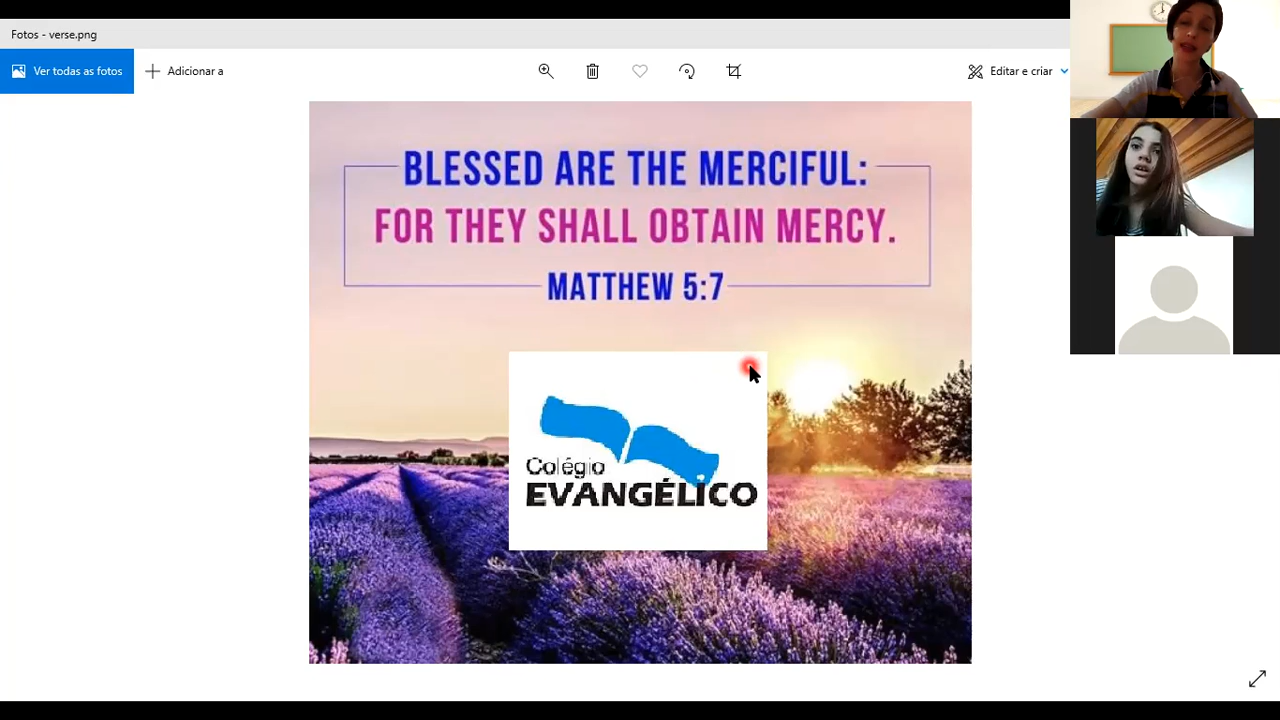 Fotos - verse.png
Ver todas as fotos
Adicionar a
Editar e criar
BLESSED ARE THE MERCIFUL:
FOR THEY SHALL OBTAIN MERCY.
MATTHEW 5:7
Colégio
EVANGÉLICO